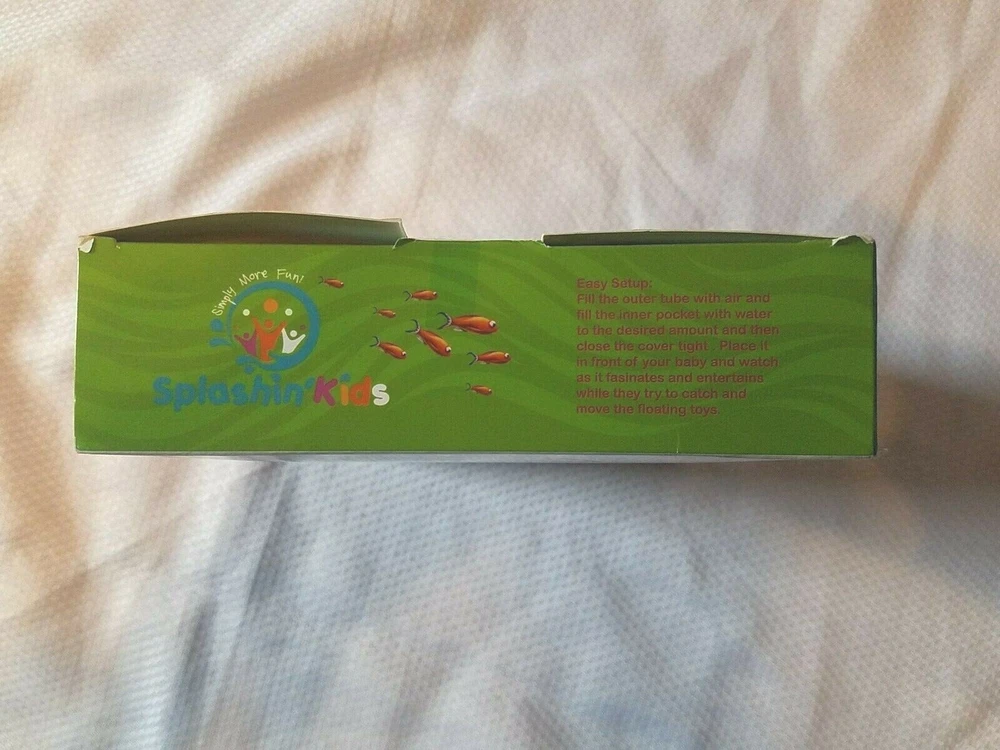 Simply More Fun!
Splashin'Kids
Easy Setup:
Fill the outer tube with air and
fill the inner pocket with water
to the desired amount and then
close the cover tight . Place it
in front of your baby and watch
as it fasinates and enterteins
while they try to catch and
move the floating toys.